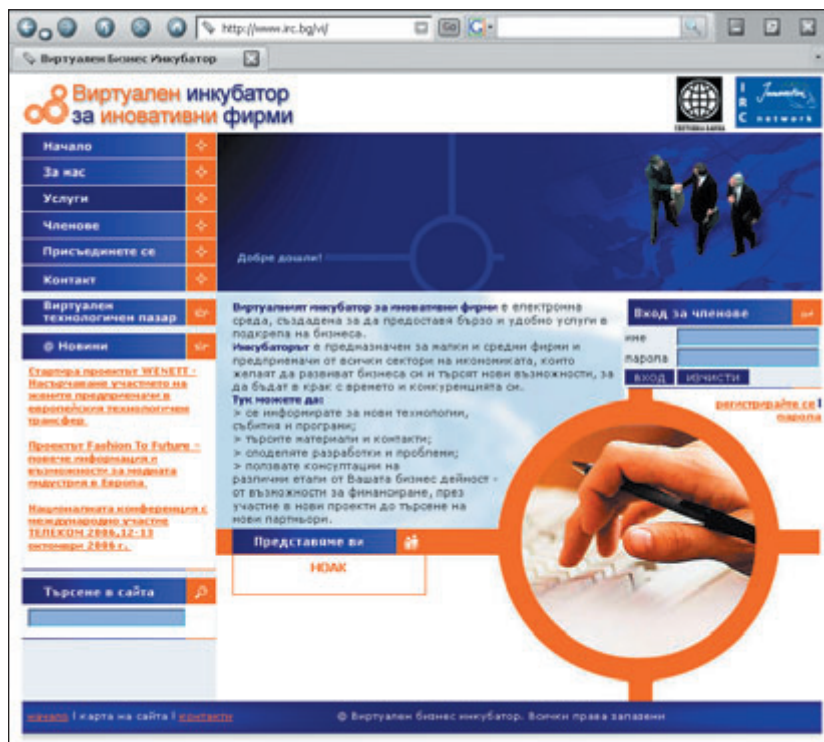 http://www.irc.bg/vi/
Go
Виртуален Бизнес Инкубатор
Виртуален инкубатор
за иновативни фирми
СВЕТОВНА БАНКА
IRC
Innovation
network
Начало
За нас
Услуги
Членове
Присъединете се
Контакт
Добре дошли!
Виртуален
технологичен пазар
@ Новини
Стартира проектът WENETT -
Насърчаване участието на
жените предприемачи в
европейския технологичен
трансфер.
Проектът Fashion To Future –
повече информация и
възможности за модната
индустрия в Европа.
Националната конференция с
международно участие
ТЕЛЕКОМ 2006,12-13
октомври 2006 г.
Търсене в сайта
Виртуалният инкубатор за иновативни фирми е електронна
среда, създадена за да предоставя бързо и удобно услуги в
подкрепа на бизнеса.
Инкубаторът е предназначен за малки и средни фирми и
предприемачи от всички сектори на икономиката, които
желаят да развиват бизнеса си и търсят нови възможности, за
да бъдат в крак с времето и конкуренцията си.
Тук можете да:
> се информирате за нови технологии,
събития и програми;
> търсите материали и контакти;
> споделяте разработки и проблеми;
> ползвате консултации на
различни етапи от Вашата бизнес дейност -
от възможности за финансиране, през
участие в нови проекти до търсене на
нови партньори.
Представяме ви
НОАК
Вход за членове
име
парола
вход изчисти
регистрирайте се !
парола
начало | карта на сайта | контакти
© Виртуален бизнес инкубатор. Всички права запазени